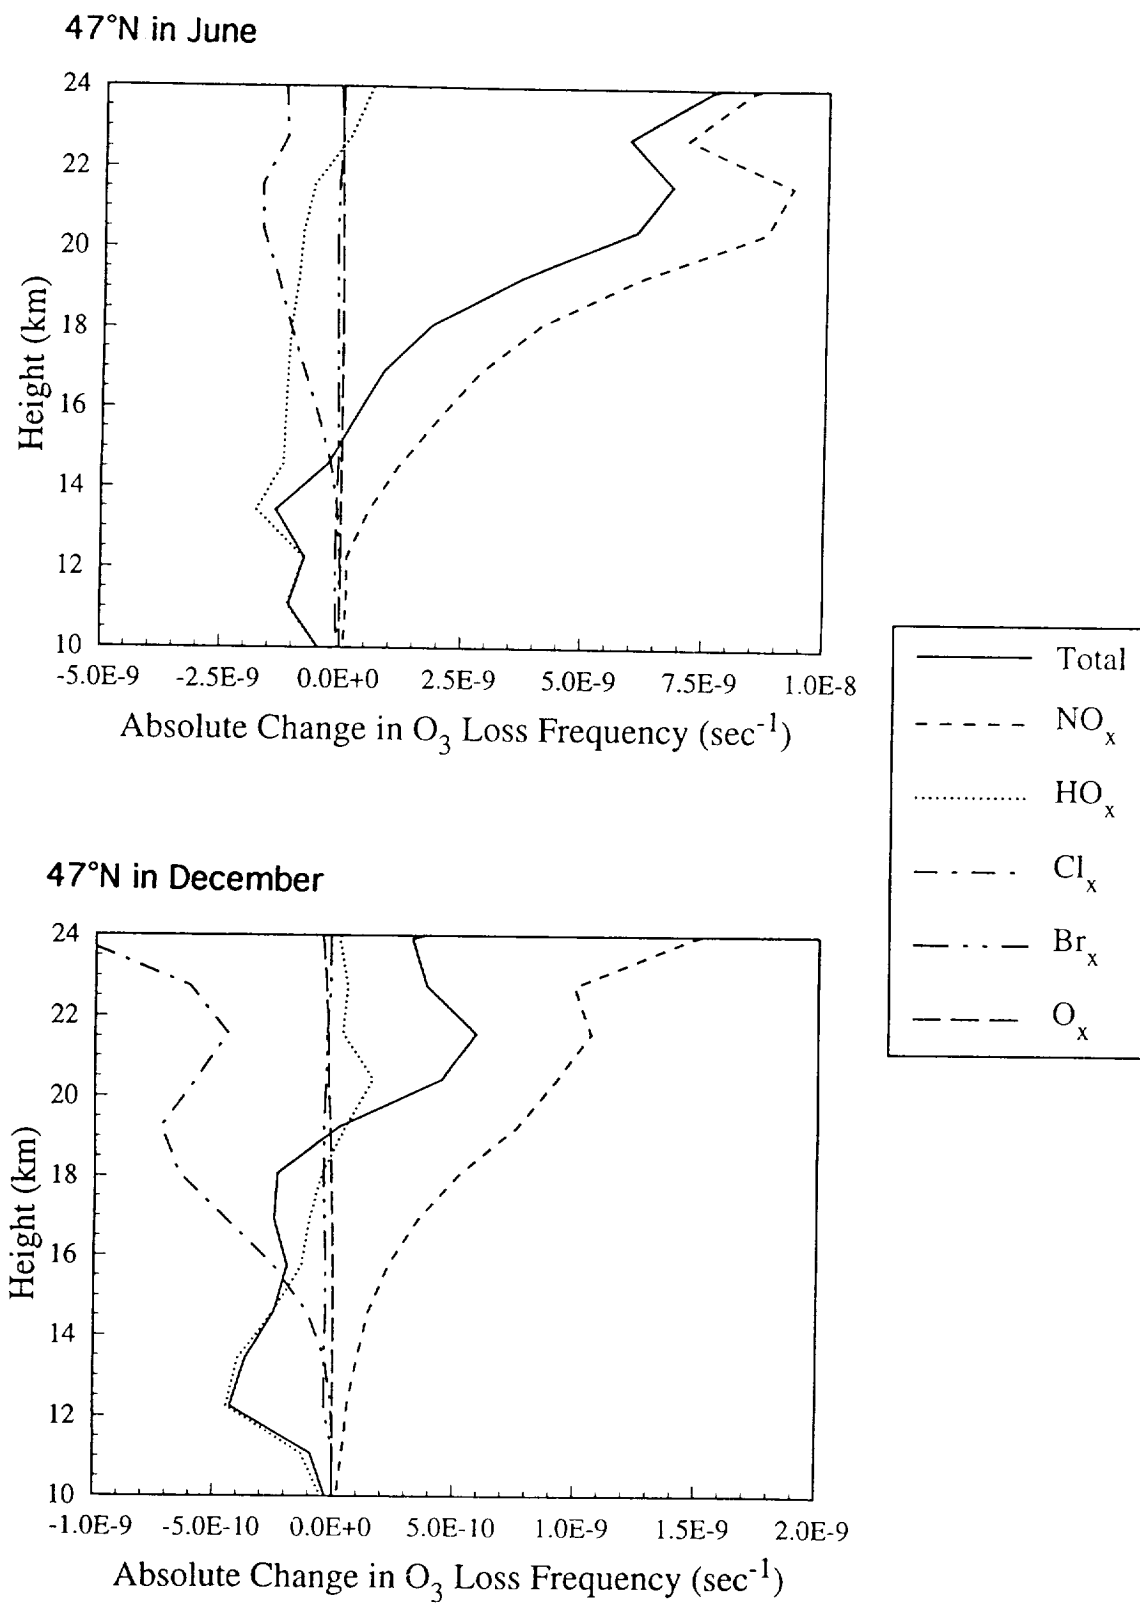 47°N in June
24
22
20
18
16
14
12
10
Height (km)
-5.0E-9 -2.5E-9 0.0E+0 2.5E-9 5.0E-9 7.5E-9 1.0E-8
Absolute Change in O3 Loss Frequency (sec-1)
Total
NOx
HOx
Clx
Brx
Ox
47°N in December
24
22
20
18
16
14
12
10
Height (km)
-1.0E-9 -5.0E-10 0.0E+0 5.0E-10 1.0E-9 1.5E-9 2.0E-9
Absolute Change in O3 Loss Frequency (sec-1)